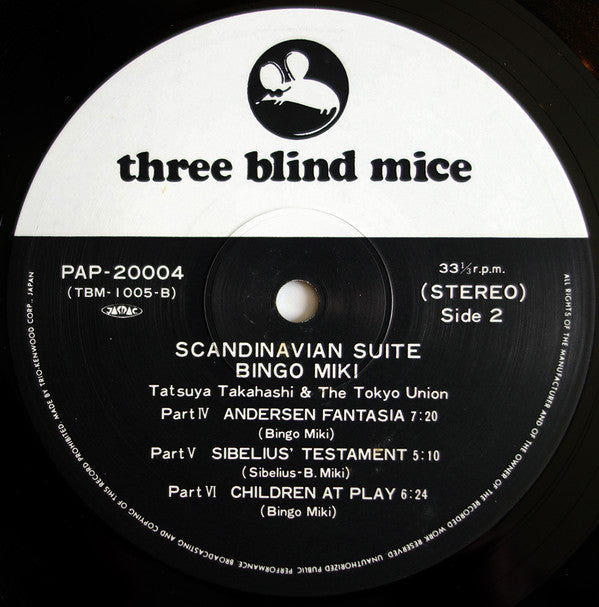 three blind mice
PAP-20004
(TBM-1005-B)
JASRAC
33⅓ r.p.m.
(STEREO)
Side 2
SCANDINAVIAN SUITE
BINGO MIKI
Tatsuya Takahashi & The Tokyo Union
Part Ⅳ ANDERSEN FANTASIA 7:20
(Bingo Miki)
Part Ⅴ SIBELIUS' TESTAMENT 5:10
(Sibelius-B. Miki)
Part Ⅵ CHILDREN AT PLAY 6:24
(Bingo Miki)
ALL RIGHTS OF THE MANUFACTURER AND OF THE OWNER OF THE RECORDED WORK RESERVED. UNAUTHORIZED PUBLIC PERFORMANCE BROADCASTING AND COPYING OF THIS RECORD PROHIBITED. MADE BY TRIO-KENWOOD CORP., JAPAN